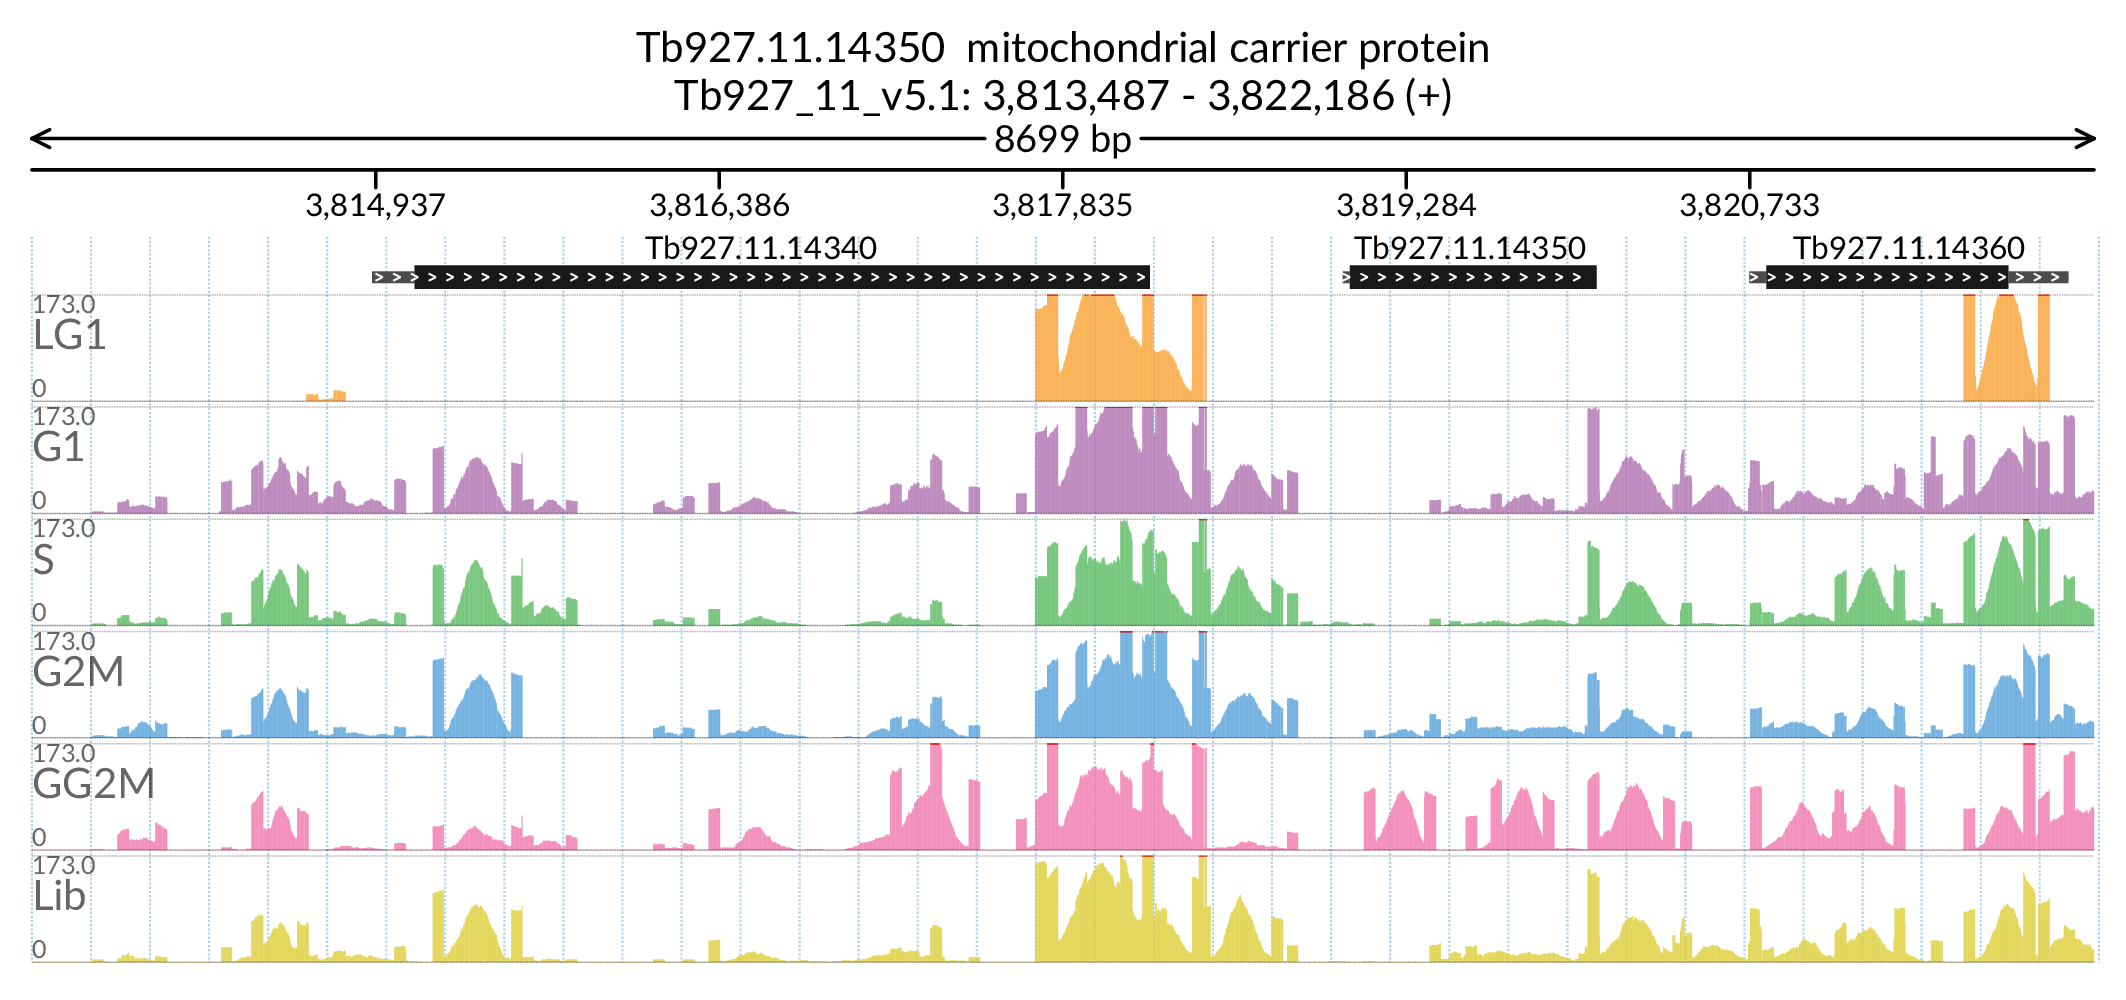 Tb927.11.14350  mitochondrial carrier protein
Tb927_11_v5.1: 3,813,487 - 3,822,186 (+)
8699 bp
3,814,937 3,816,386 3,817,835 3,819,284 3,820,733
Tb927.11.14340 Tb927.11.14350 Tb927.11.14360
173.0
LG1
0
173.0
G1
0
173.0
S
0
173.0
G2M
0
173.0
GG2M
0
173.0
Lib
0